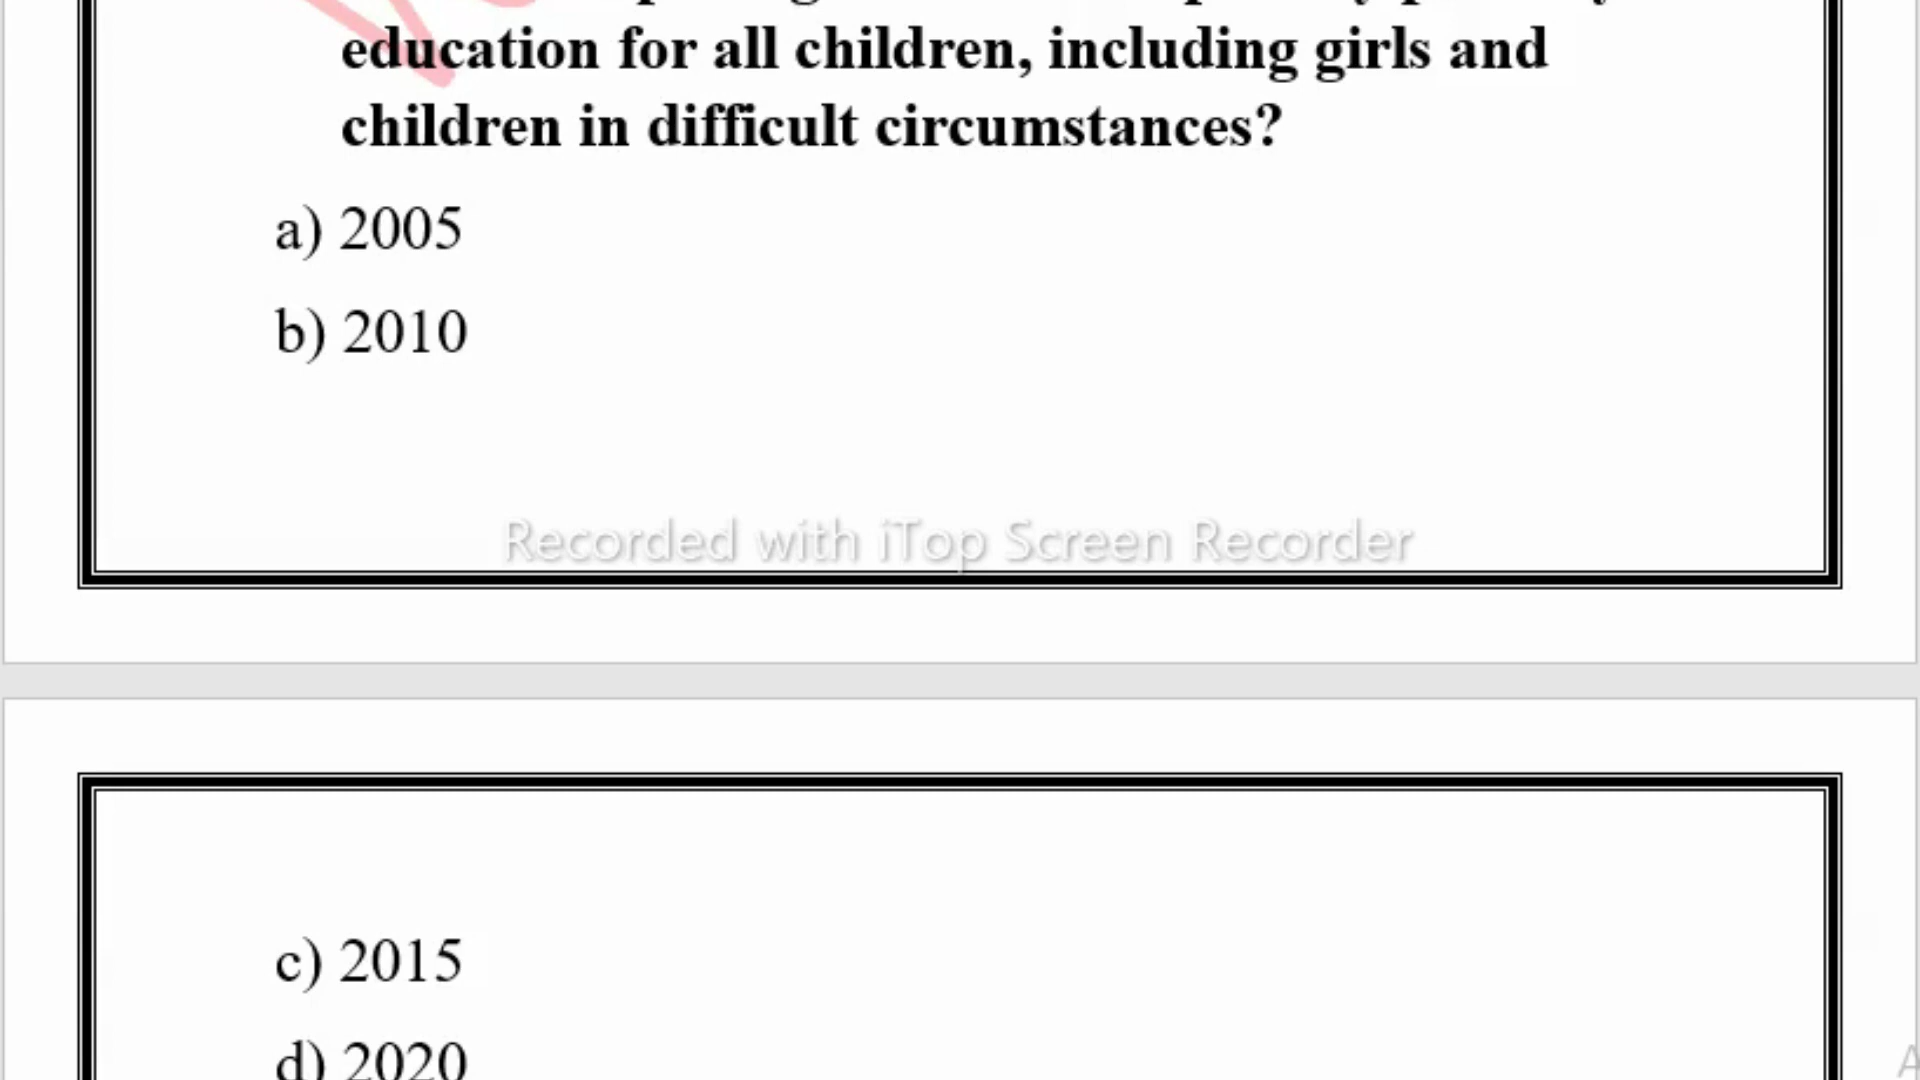 education for all children, including girls and
children in difficult circumstances?
a) 2005
b) 2010
Recorded with iTop Screen Recorder
c) 2015
d) 2020